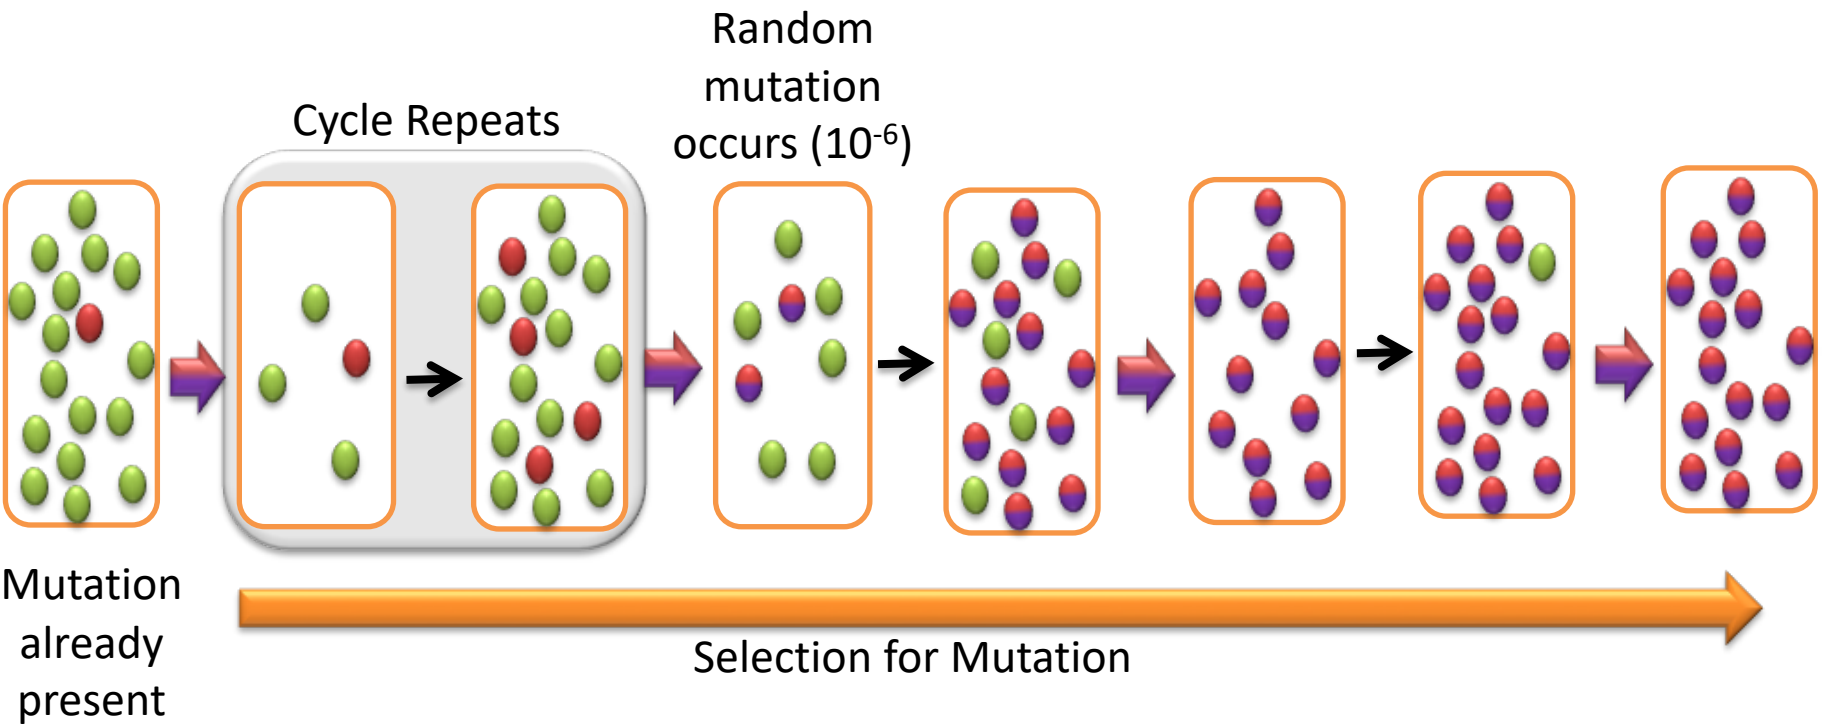 Random
mutation
occurs (10⁻⁶)
Cycle Repeats
Mutation
already
present
Selection for Mutation